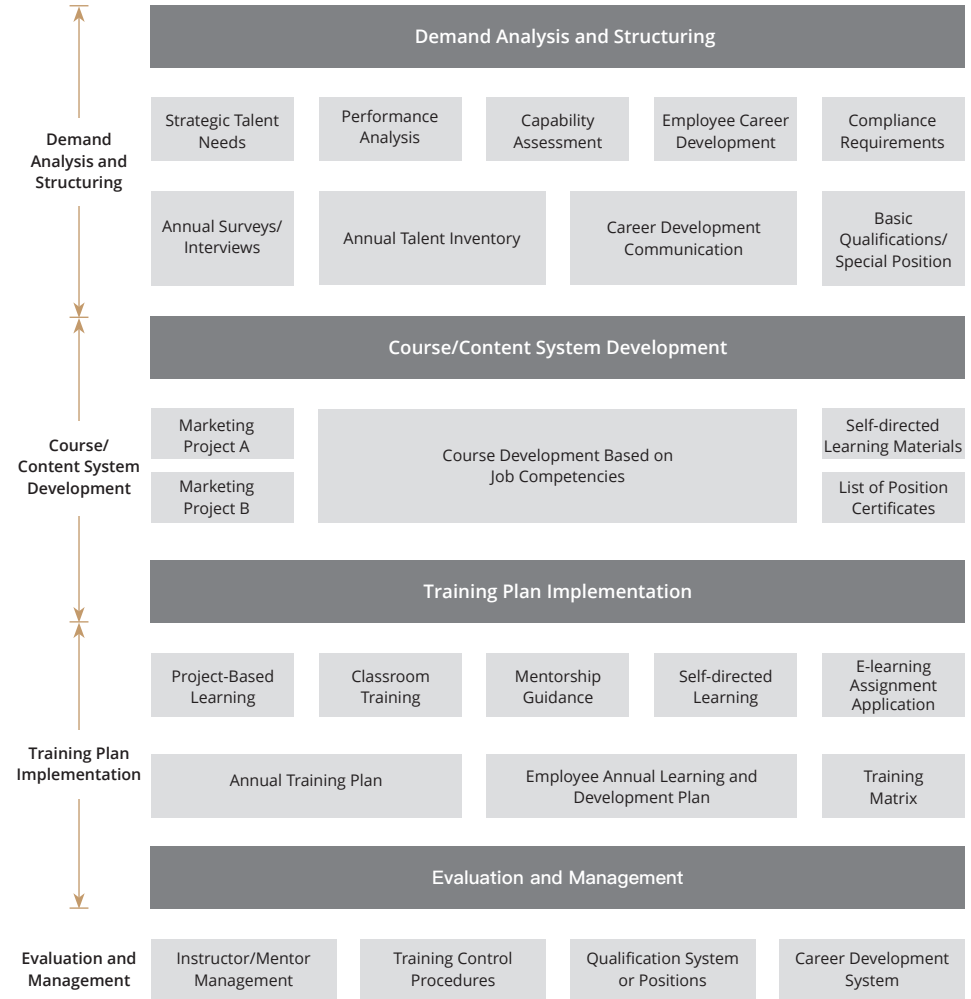 Demand Analysis and Structuring
Demand
Analysis and
Structuring
Strategic Talent
Needs
Performance
Analysis
Capability
Assessment
Employee Career
Development
Compliance
Requirements
Annual Surveys/
Interviews
Annual Talent Inventory
Career Development
Communication
Basic
Qualifications/
Special Position
Course/Content System Development
Course/
Content System
Development
Marketing
Project A
Marketing
Project B
Course Development Based on
Job Competencies
Self-directed
Learning Materials
List of Position
Certificates
Training Plan Implementation
Training Plan
Implementation
Project-Based
Learning
Classroom
Training
Mentorship
Guidance
Self-directed
Learning
E-learning
Assignment
Application
Annual Training Plan
Employee Annual Learning and
Development Plan
Training
Matrix
Evaluation and Management
Evaluation and
Management
Instructor/Mentor
Management
Training Control
Procedures
Qualification System
or Positions
Career Development
System